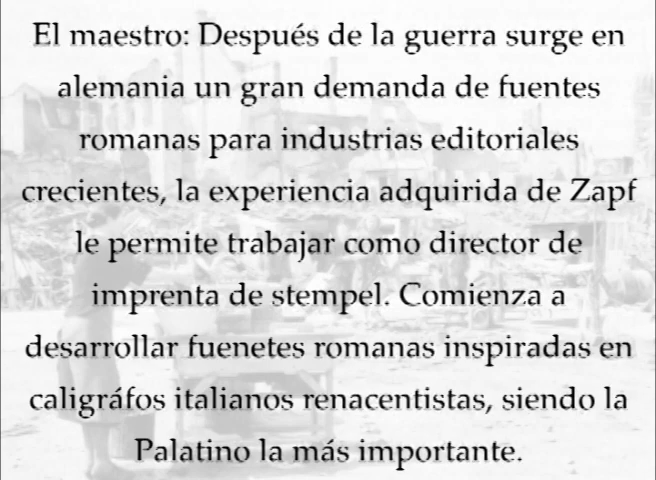 El maestro: Después de la guerra surge en
alemania un gran demanda de fuentes
romanas para industrias editoriales
crecientes, la experiencia adquirida de Zapf
le permite trabajar como director de
imprenta de stempel. Comienza a
desarrollar fuenetes romanas inspiradas en
caligráfos italianos renacentistas, siendo la
Palatino la más importante.